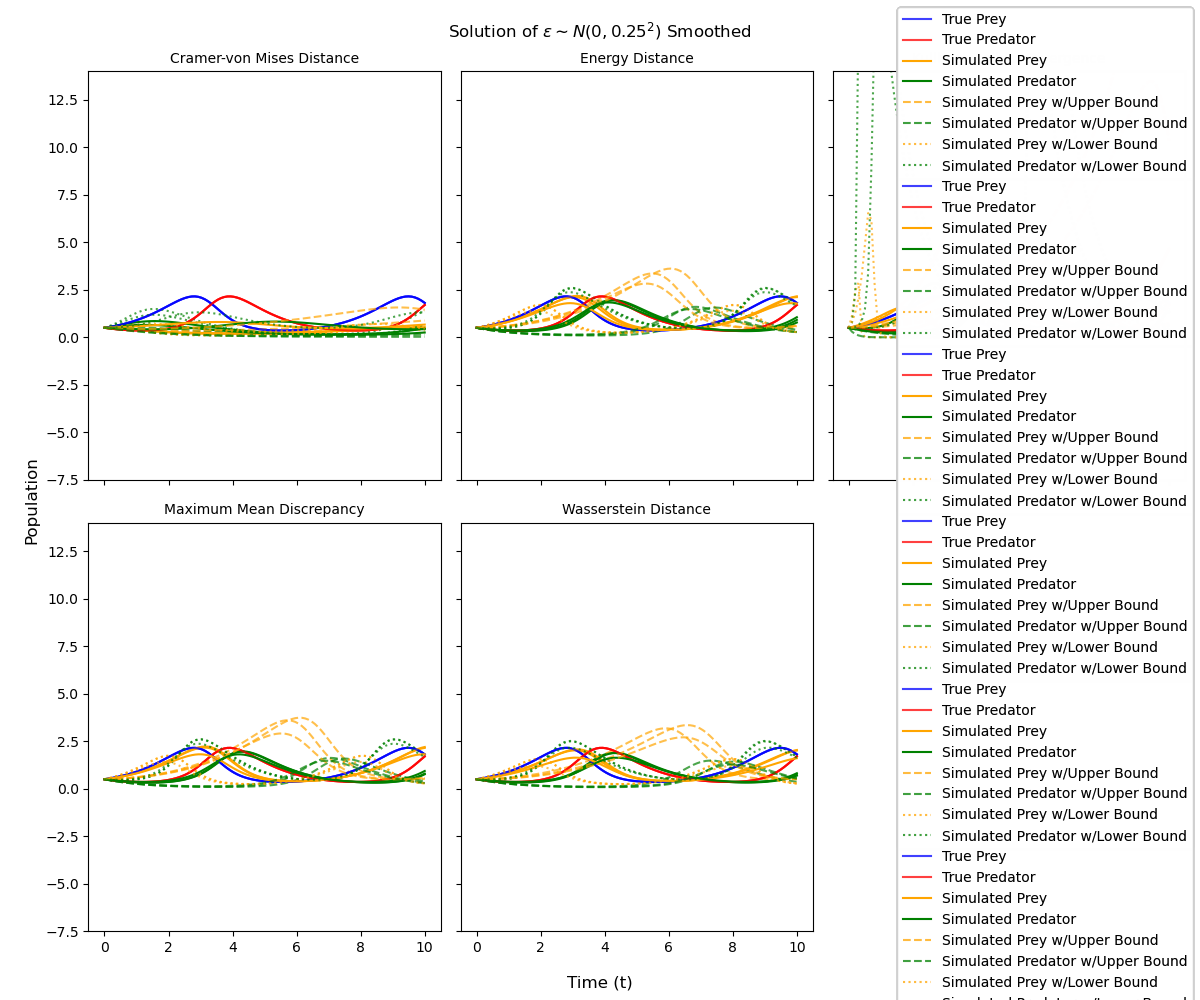 Solution of ε ~ N(0, 0.25²) Smoothed
Cramer-von Mises Distance
Energy Distance
12.5
10.0
7.5
5.0
2.5
0.0
−2.5
−5.0
−7.5
Maximum Mean Discrepancy
Wasserstein Distance
12.5
10.0
7.5
5.0
2.5
0.0
−2.5
−5.0
−7.5
0 2 4 6 8 10
0 2 4 6 8 10
Population
Time (t)
True Prey
True Predator
Simulated Prey
Simulated Predator
Simulated Prey w/Upper Bound
Simulated Predator w/Upper Bound
Simulated Prey w/Lower Bound
Simulated Predator w/Lower Bound
True Prey
True Predator
Simulated Prey
Simulated Predator
Simulated Prey w/Upper Bound
Simulated Predator w/Upper Bound
Simulated Prey w/Lower Bound
Simulated Predator w/Lower Bound
True Prey
True Predator
Simulated Prey
Simulated Predator
Simulated Prey w/Upper Bound
Simulated Predator w/Upper Bound
Simulated Prey w/Lower Bound
Simulated Predator w/Lower Bound
True Prey
True Predator
Simulated Prey
Simulated Predator
Simulated Prey w/Upper Bound
Simulated Predator w/Upper Bound
Simulated Prey w/Lower Bound
Simulated Predator w/Lower Bound
True Prey
True Predator
Simulated Prey
Simulated Predator
Simulated Prey w/Upper Bound
Simulated Predator w/Upper Bound
Simulated Prey w/Lower Bound
Simulated Predator w/Lower Bound
True Prey
True Predator
Simulated Prey
Simulated Predator
Simulated Prey w/Upper Bound
Simulated Predator w/Upper Bound
Simulated Prey w/Lower Bound